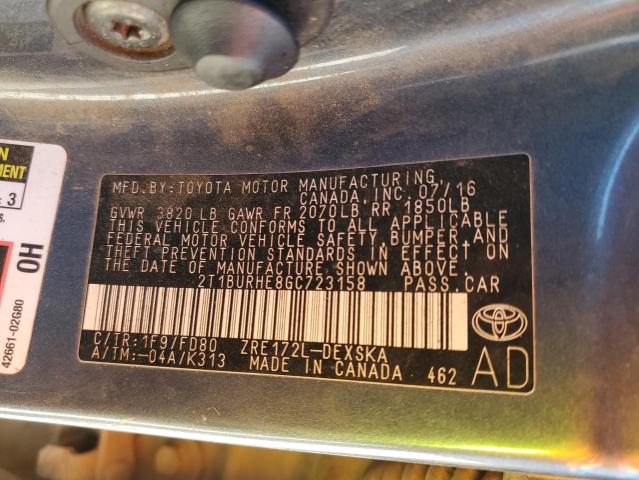 MFD. BY: TOYOTA MOTOR MANUFACTURING
CANADA, INC. 07/16
GVWR 3820 LB GAWR FR 2070LB RR 1850LB
THIS VEHICLE CONFORMS TO ALL APPLICABLE
FEDERAL MOTOR VEHICLE SAFETY, BUMPER, AND
THEFT PREVENTION STANDARDS IN EFFECT ON
THE DATE OF MANUFACTURE SHOWN ABOVE.
2T1BURHE8GC723158 PASS. CAR
C/TR: 1F9/FD80 ZRE172L-DEXSKA
A/TM: -04A/K313 MADE IN CANADA 462
AD
3
OH
42661-02G80